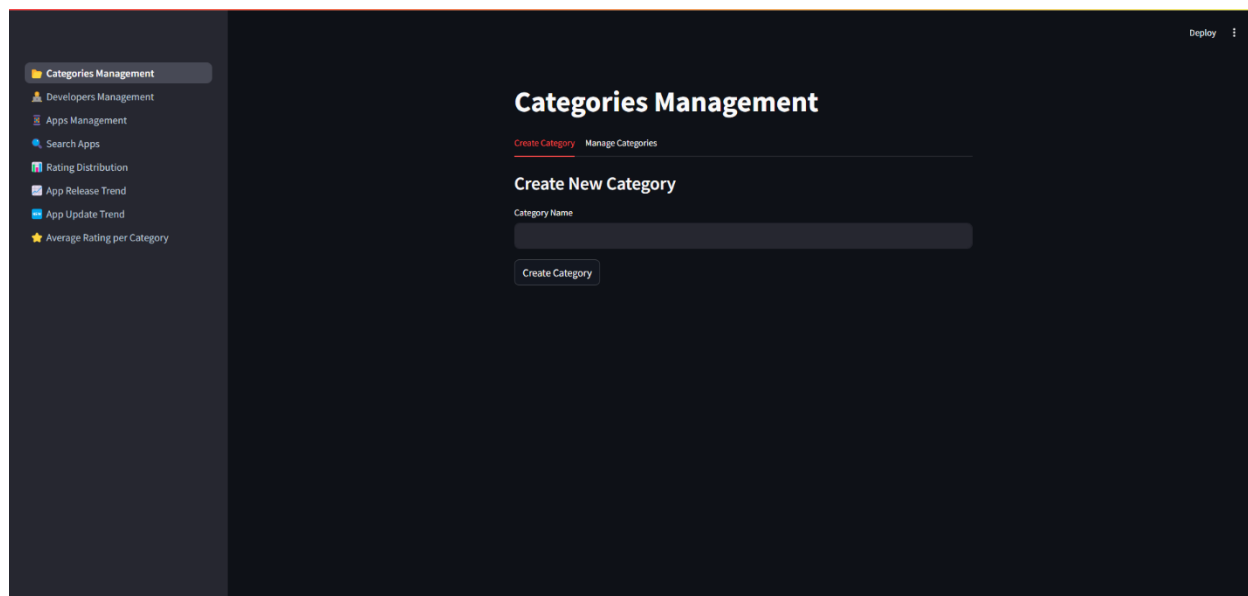 Deploy
Categories Management
Developers Management
Apps Management
Search Apps
Rating Distribution
App Release Trend
App Update Trend
Average Rating per Category
Categories Management
Create Category Manage Categories
Create New Category
Category Name
Create Category